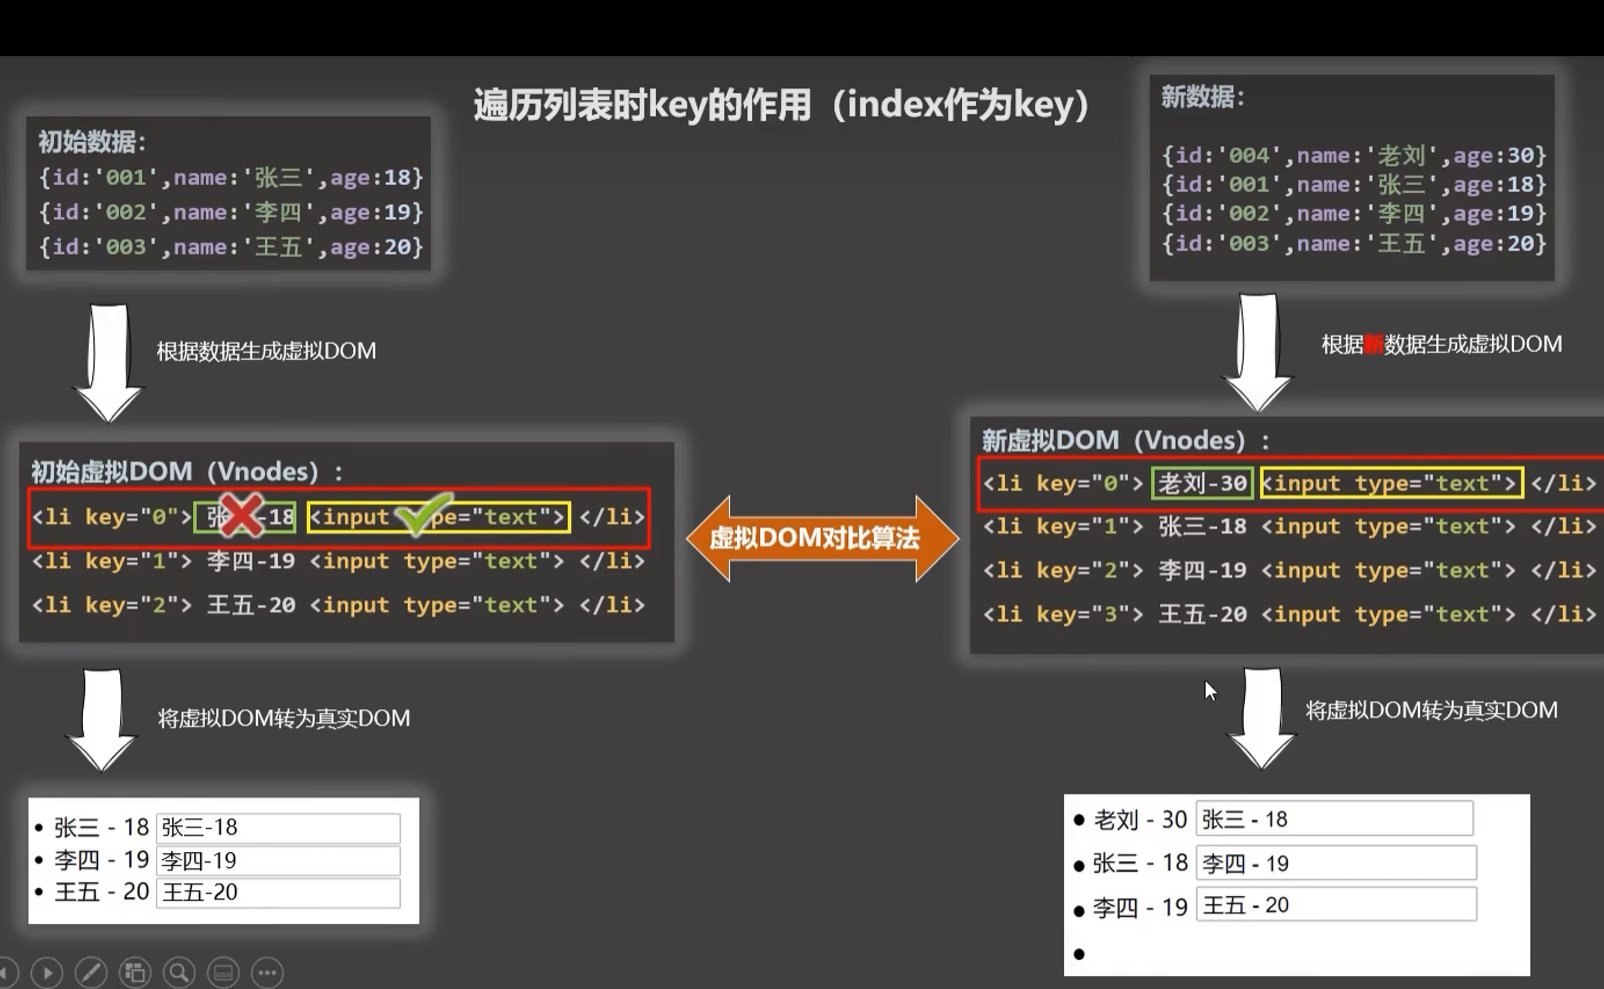 遍历列表时key的作用（index作为key）
初始数据：
{id:'001',name:'张三',age:18}
{id:'002',name:'李四',age:19}
{id:'003',name:'王五',age:20}
新数据：
{id:'004',name:'老刘',age:30}
{id:'001',name:'张三',age:18}
{id:'002',name:'李四',age:19}
{id:'003',name:'王五',age:20}
根据数据生成虚拟DOM
根据新数据生成虚拟DOM
初始虚拟DOM（Vnodes）：
<li key="0"> 张 -18 <input pe="text"> </li>
<li key="1"> 李四-19 <input type="text"> </li>
<li key="2"> 王五-20 <input type="text"> </li>
虚拟DOM对比算法
新虚拟DOM（Vnodes）：
<li key="0"> 老刘-30 <input type="text"> </li>
<li key="1"> 张三-18 <input type="text"> </li>
<li key="2"> 李四-19 <input type="text"> </li>
<li key="3"> 王五-20 <input type="text"> </li>
将虚拟DOM转为真实DOM
将虚拟DOM转为真实DOM
• 张三 - 18 张三-18
• 李四 - 19 李四-19
• 王五 - 20 王五-20
• 老刘 - 30 张三 - 18
• 张三 - 18 李四 - 19
• 李四 - 19 王五 - 20
•